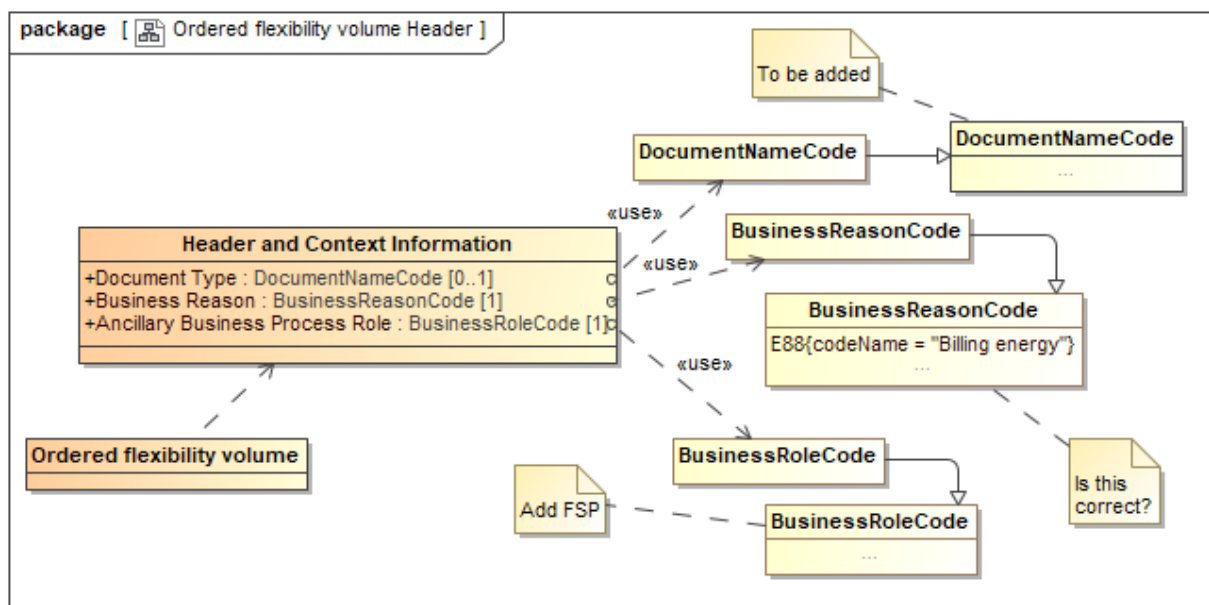 package [ Ordered flexibility volume Header ]
To be added
DocumentNameCode
DocumentNameCode
...
«use»
BusinessReasonCode
«use»
Header and Context Information
+Document Type : DocumentNameCode [0..1]
+Business Reason : BusinessReasonCode [1]
+Ancillary Business Process Role : BusinessRoleCode [1]
BusinessReasonCode
E88{codeName = "Billing energy"}
...
«use»
Ordered flexibility volume
BusinessRoleCode
Is this
correct?
Add FSP
BusinessRoleCode
...